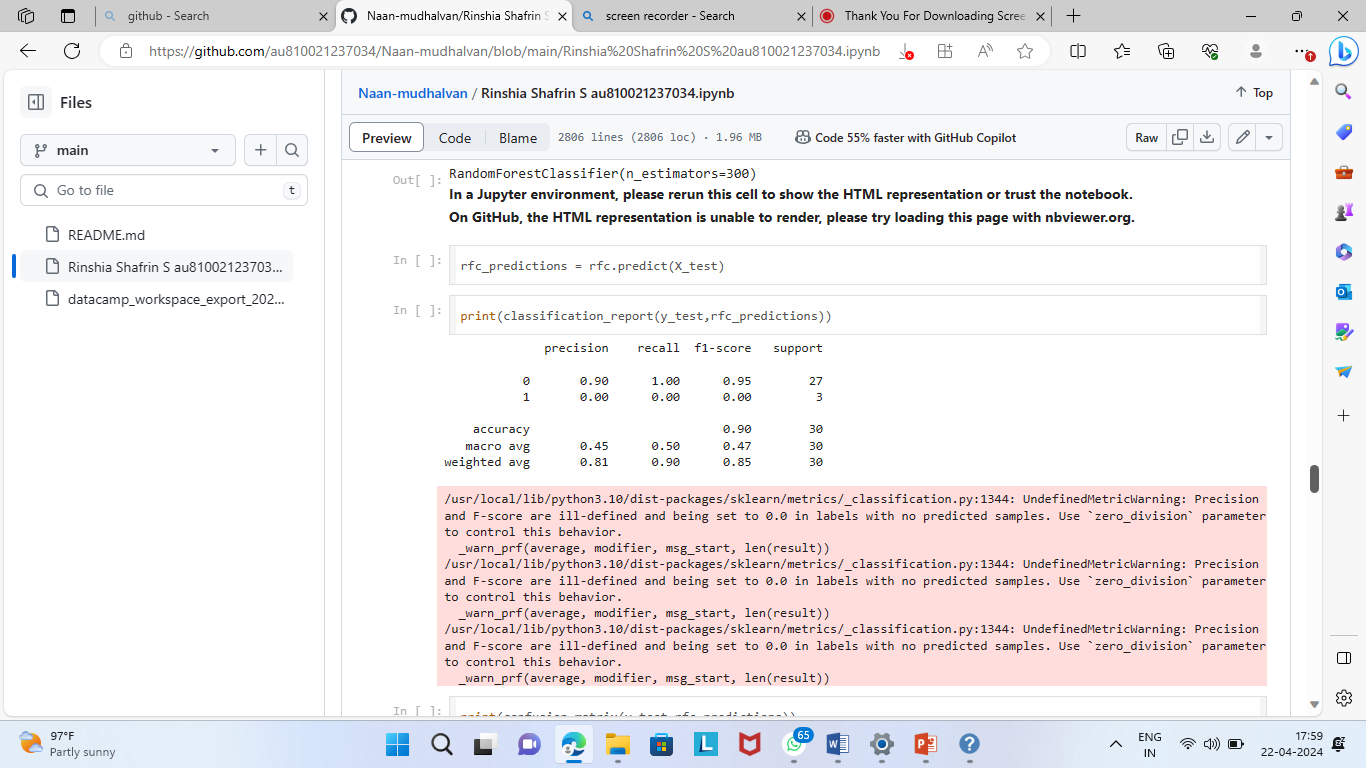 github - Search
Naan-mudhalvan/Rinshia Shafrin S
screen recorder - Search
Thank You For Downloading Scree
https://github.com/au810021237034/Naan-mudhalvan/blob/main/Rinshia%20Shafrin%20S%20au810021237034.ipynb
Files
main
Go to file
t
README.md
Rinshia Shafrin S au81002123703...
datacamp_workspace_export_202...
Naan-mudhalvan / Rinshia Shafrin S au810021237034.ipynb
Top
Preview Code Blame 2806 lines (2806 loc) · 1.96 MB Code 55% faster with GitHub Copilot Raw
Out[ ]: RandomForestClassifier(n_estimators=300)
In a Jupyter environment, please rerun this cell to show the HTML representation or trust the notebook.
On GitHub, the HTML representation is unable to render, please try loading this page with nbviewer.org.
In [ ]: rfc_predictions = rfc.predict(X_test)
In [ ]: print(classification_report(y_test,rfc_predictions))
precision recall f1-score support
0 0.90 1.00 0.95 27
1 0.00 0.00 0.00 3
accuracy 0.90 30
macro avg 0.45 0.50 0.47 30
weighted avg 0.81 0.90 0.85 30
/usr/local/lib/python3.10/dist-packages/sklearn/metrics/_classification.py:1344: UndefinedMetricWarning: Precision
and F-score are ill-defined and being set to 0.0 in labels with no predicted samples. Use `zero_division` parameter
to control this behavior.
_warn_prf(average, modifier, msg_start, len(result))
/usr/local/lib/python3.10/dist-packages/sklearn/metrics/_classification.py:1344: UndefinedMetricWarning: Precision
and F-score are ill-defined and being set to 0.0 in labels with no predicted samples. Use `zero_division` parameter
to control this behavior.
_warn_prf(average, modifier, msg_start, len(result))
/usr/local/lib/python3.10/dist-packages/sklearn/metrics/_classification.py:1344: UndefinedMetricWarning: Precision
and F-score are ill-defined and being set to 0.0 in labels with no predicted samples. Use `zero_division` parameter
to control this behavior.
_warn_prf(average, modifier, msg_start, len(result))
In [ ]: print(confusion_matrix(y_test,rfc_predictions))
97°F
Partly sunny
65
ENG
IN
17:59
22-04-2024